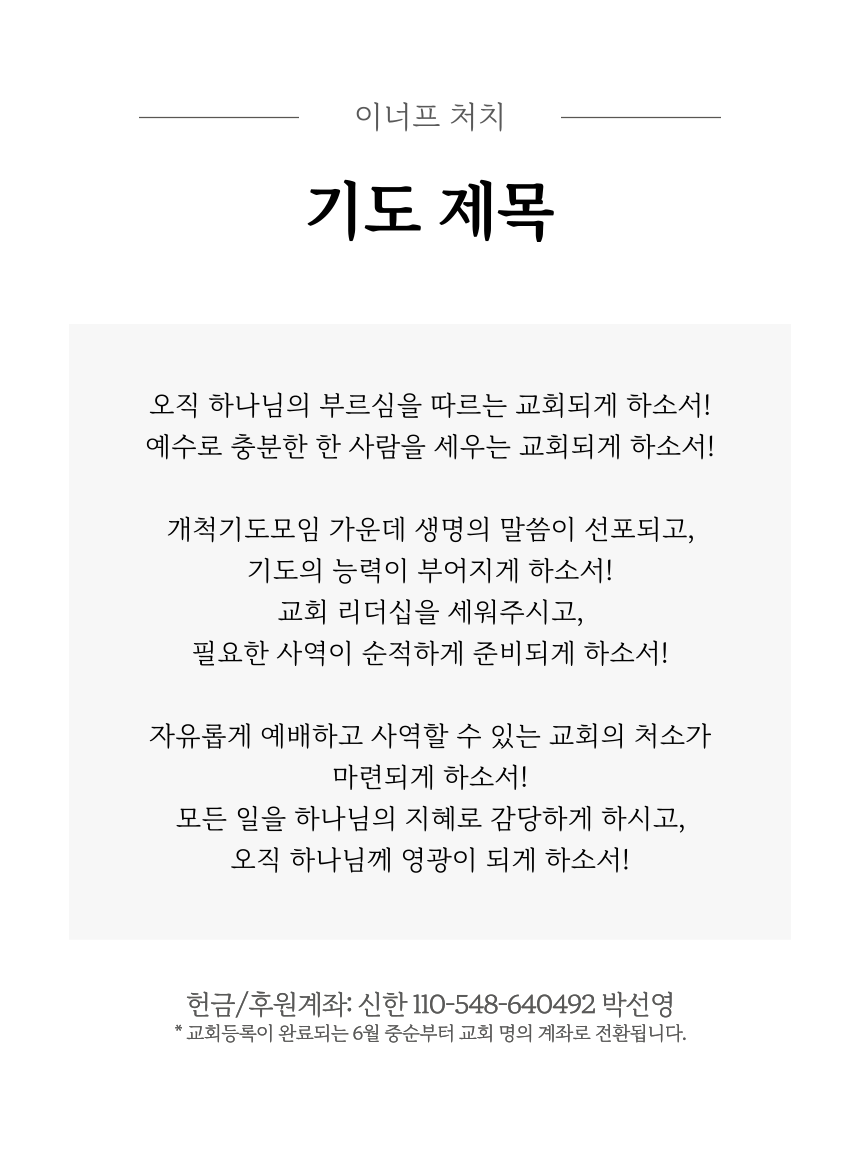 이너프 처치
기도 제목
오직 하나님의 부르심을 따르는 교회되게 하소서!
예수로 충분한 한 사람을 세우는 교회되게 하소서!
개척기도모임 가운데 생명의 말씀이 선포되고,
기도의 능력이 부어지게 하소서!
교회 리더십을 세워주시고,
필요한 사역이 순적하게 준비되게 하소서!
자유롭게 예배하고 사역할 수 있는 교회의 처소가
마련되게 하소서!
모든 일을 하나님의 지혜로 감당하게 하시고,
오직 하나님께 영광이 되게 하소서!
헌금/후원계좌: 신한 110-548-640492 박선영
* 교회등록이 완료되는 6월 중순부터 교회 명의 계좌로 전환됩니다.